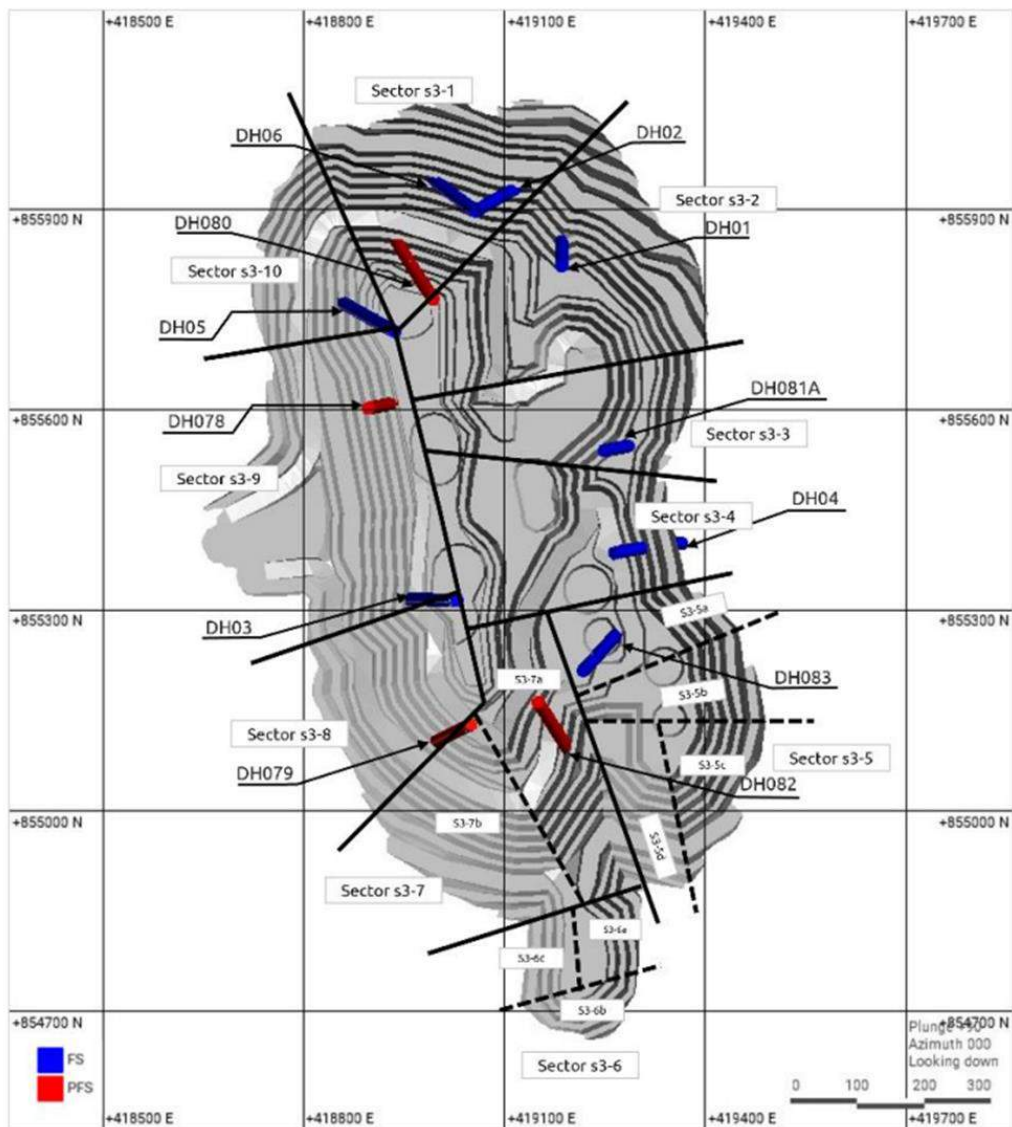 +418500 E
+418800 E
+419100 E
+419400 E
+419700 E
Sector s3-1
DH06
DH02
Sector s3-2
+855900 N
+855900 N
DH080
DH01
Sector s3-10
DH05
DH081A
+855600 N
+855600 N
DH078
Sector s3-3
Sector s3-9
DH04
Sector s3-4
+855300 N
+855300 N
S3-5a
DH03
S3-7a
DH083
S3-5b
Sector s3-8
Sector s3-5
S3-5c
DH079
DH082
+855000 N
+855000 N
S3-7b
S3-5d
Sector s3-7
S3-6a
S3-6c
S3-6b
+854700 N
+854700 N
Plunge +90
Azimuth 000
Looking down
FS
PFS
Sector s3-6
0 100 200 300
+418500 E
+418800 E
+419100 E
+419400 E
+419700 E